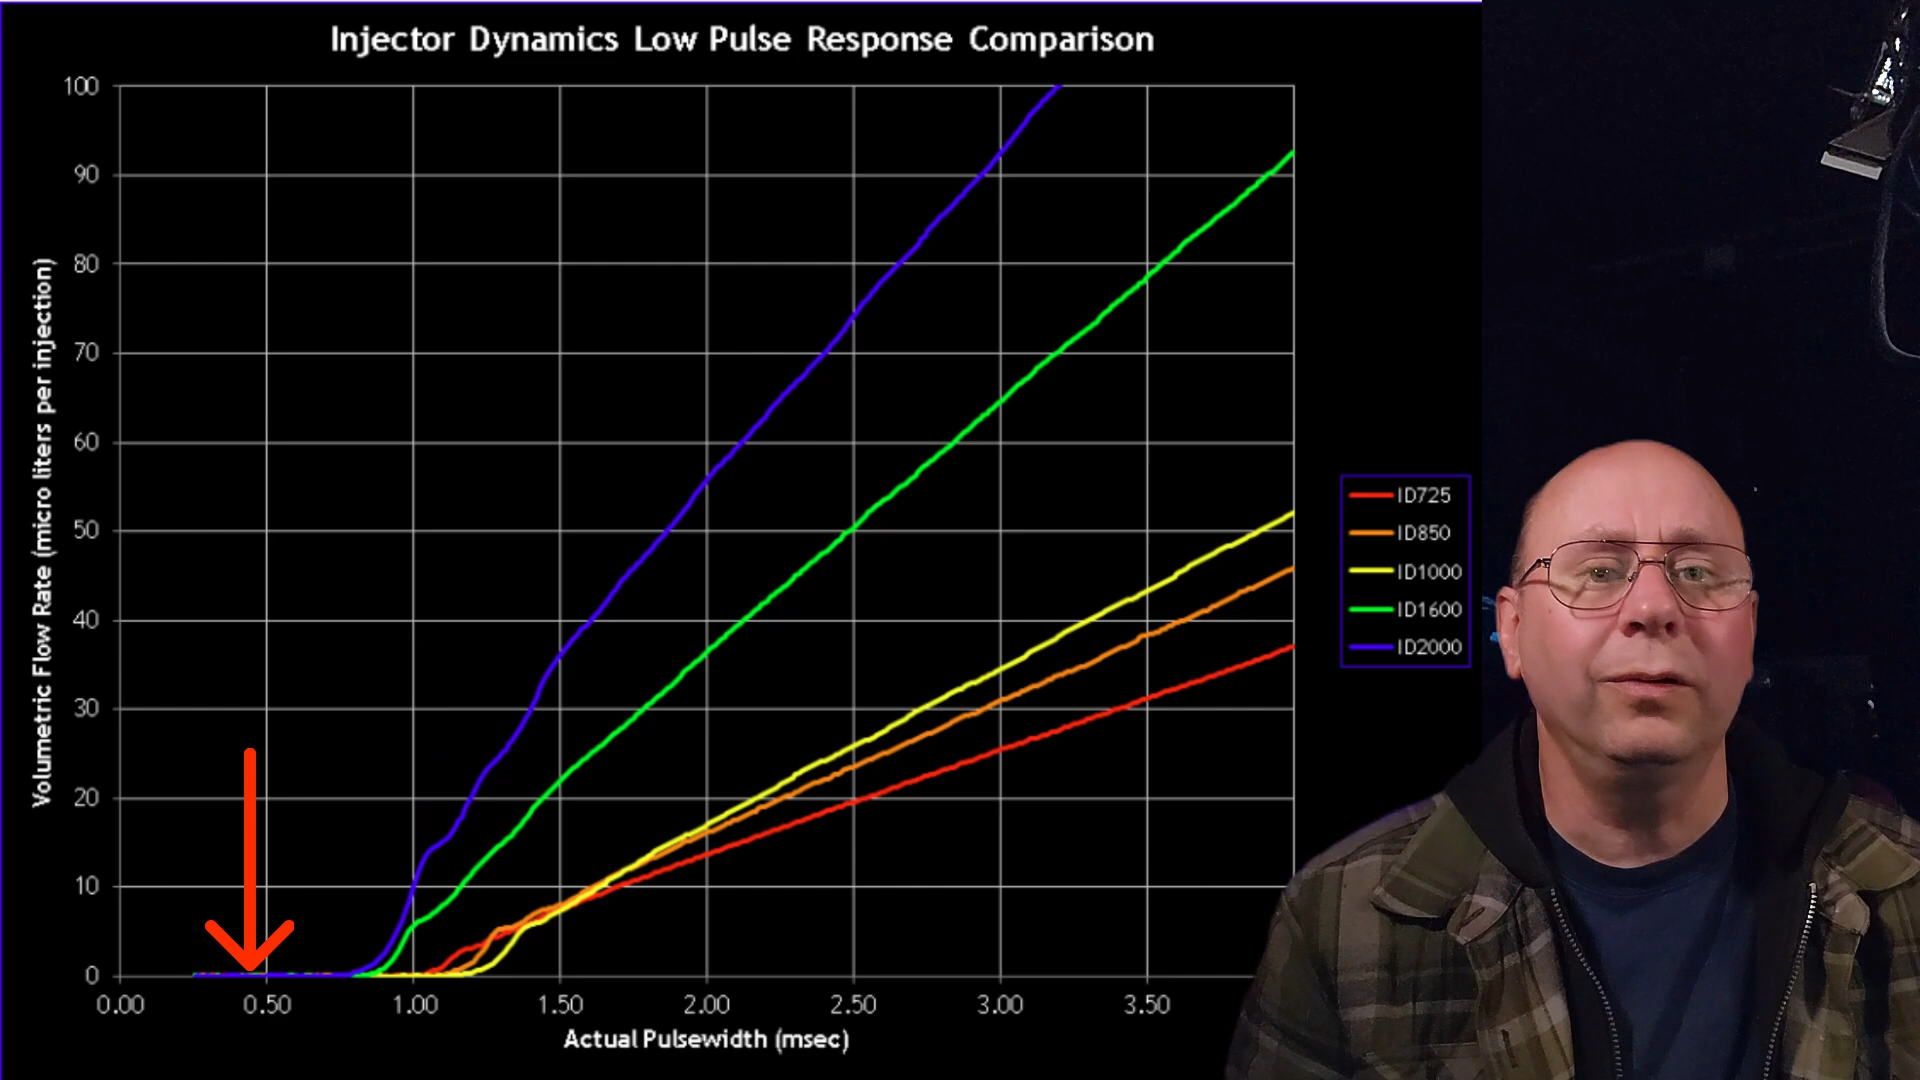 Injector Dynamics Low Pulse Response Comparison
Volumetric Flow Rate (micro liters per injection)
100
90
80
70
60
50
40
30
20
10
0
0.00 0.50 1.00 1.50 2.00 2.50 3.00 3.50
Actual Pulsewidth (msec)
ID725
ID850
ID1000
ID1600
ID2000